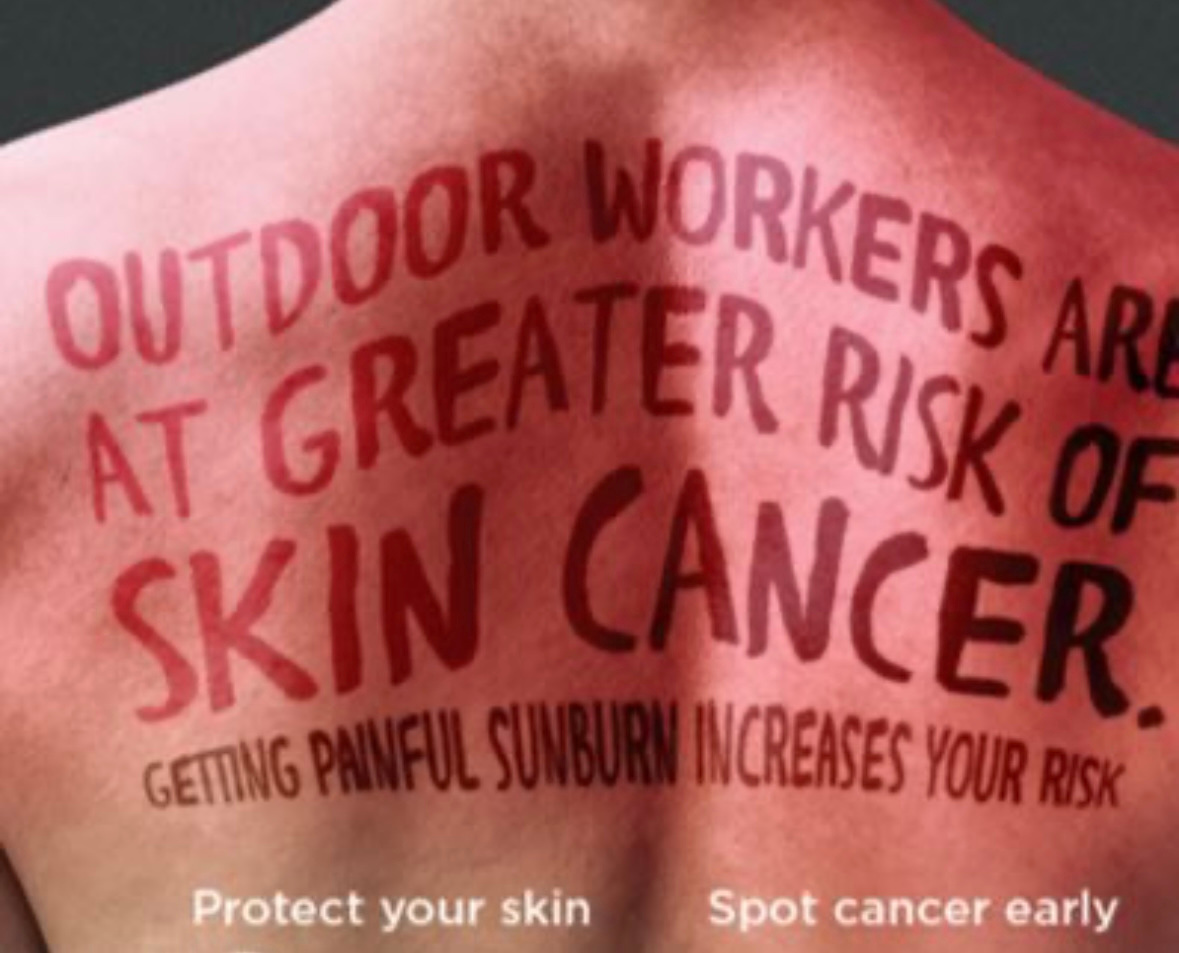 OUTDOOR WORKERS ARE
AT GREATER RISK OF
SKIN CANCER.
GETTING PAINFUL SUNBURN INCREASES YOUR RISK
Protect your skin
Spot cancer early